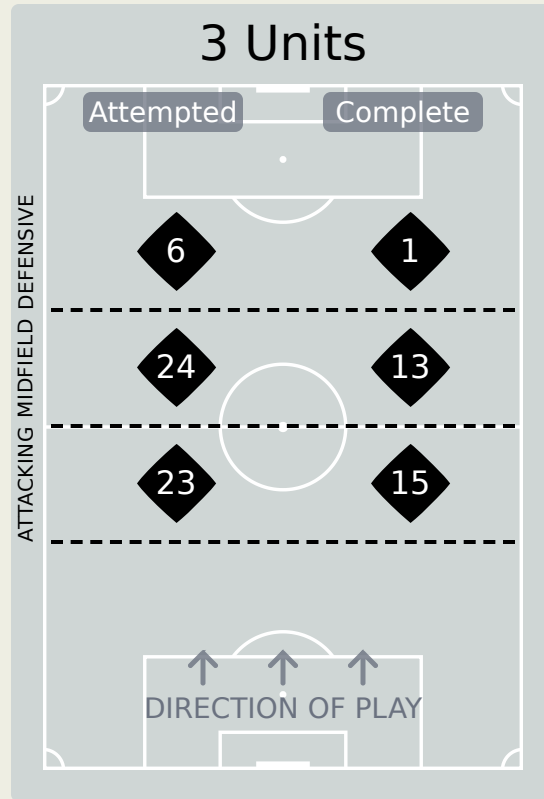 3 Units
Attempted Complete
ATTACKING MIDFIELD DEFENSIVE
6 1
24 13
23 15
DIRECTION OF PLAY